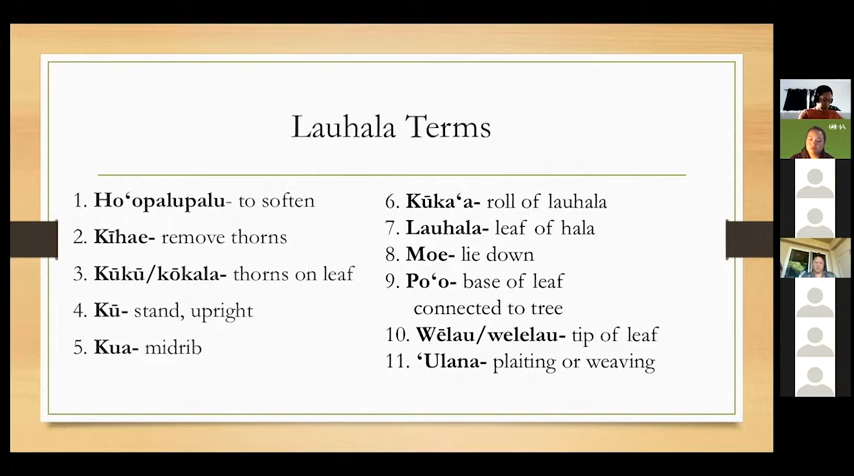 Lauhala Terms
1. Hoʻopalupalu- to soften
2. Kīhae- remove thorns
3. Kūkū/kōkala- thorns on leaf
4. Kū- stand, upright
5. Kua- midrib
6. Kūkaʻa- roll of lauhala
7. Lauhala- leaf of hala
8. Moe- lie down
9. Poʻo- base of leaf
connected to tree
10. Wēlau/welelau- tip of leaf
11. ʻUlana- plaiting or weaving